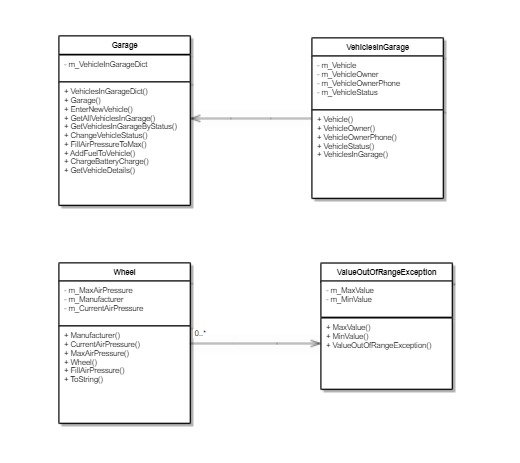 Garage
- m_VehicleInGarageDict
+ VehiclesInGarageDict()
+ Garage()
+ EnterNewVehicle()
+ GetAllVehiclesInGarage()
+ GetVehiclesInGarageByStatus()
+ ChangeVehicleStatus()
+ FillAirPressureToMax()
+ AddFuelToVehicle()
+ ChargeBatteryCharge()
+ GetVehicleDetails()
VehiclesInGarage
- m_Vehicle
- m_VehicleOwner
- m_VehicleOwnerPhone
- m_VehicleStatus
+ Vehicle()
+ VehicleOwner()
+ VehicleOwnerPhone()
+ VehicleStatus()
+ VehiclesInGarage()
Wheel
- m_MaxAirPressure
- m_Manufacturer
- m_CurrentAirPressure
+ Manufacturer()
+ CurrentAirPressure()
+ MaxAirPressure()
+ Wheel()
+ FillAirPressure()
+ ToString()
0..*
ValueOutOfRangeException
- m_MaxValue
- m_MinValue
+ MaxValue()
+ MinValue()
+ ValueOutOfRangeException()